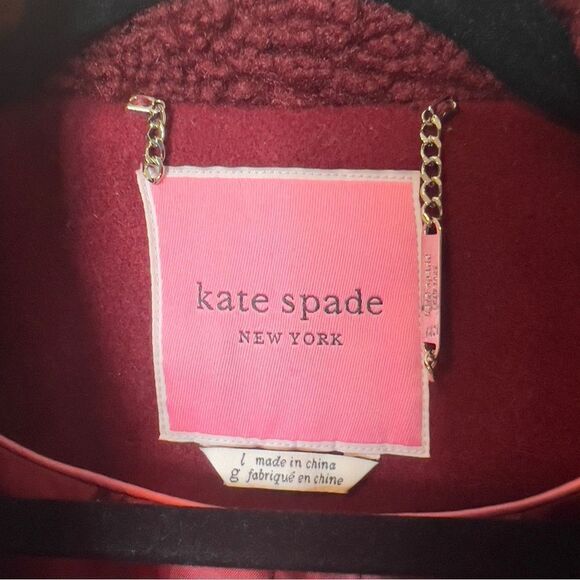 kate spade
NEW YORK
l made in china
g fabriqué en chine